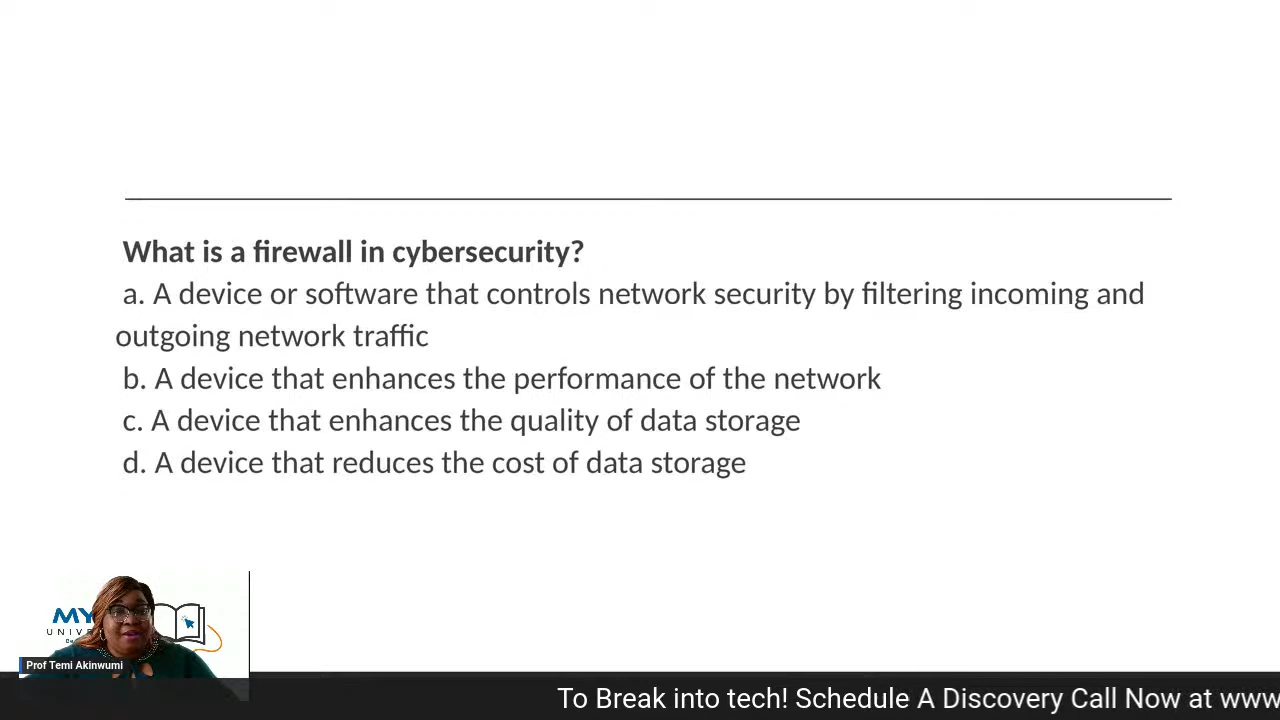 What is a firewall in cybersecurity?
a. A device or software that controls network security by filtering incoming and
outgoing network traffic
b. A device that enhances the performance of the network
c. A device that enhances the quality of data storage
d. A device that reduces the cost of data storage
MY
UNIVE
Prof Temi Akinwumi
To Break into tech! Schedule A Discovery Call Now at www